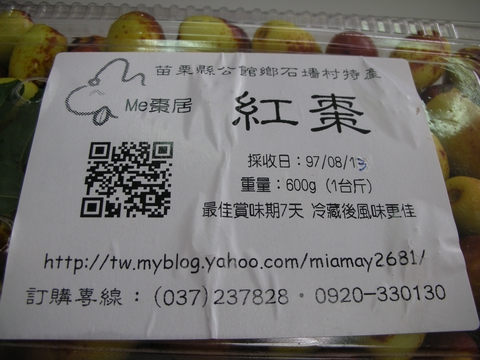 苗栗縣公館鄉石墻村特產
Me棗居
紅棗
採收日：97/08/13
重量：600g（1台斤）
最佳賞味期7天 冷藏後風味更佳
http://tw.myblog.yahoo.com/miamay2681/
訂購專線：(037)237828·0920-330130